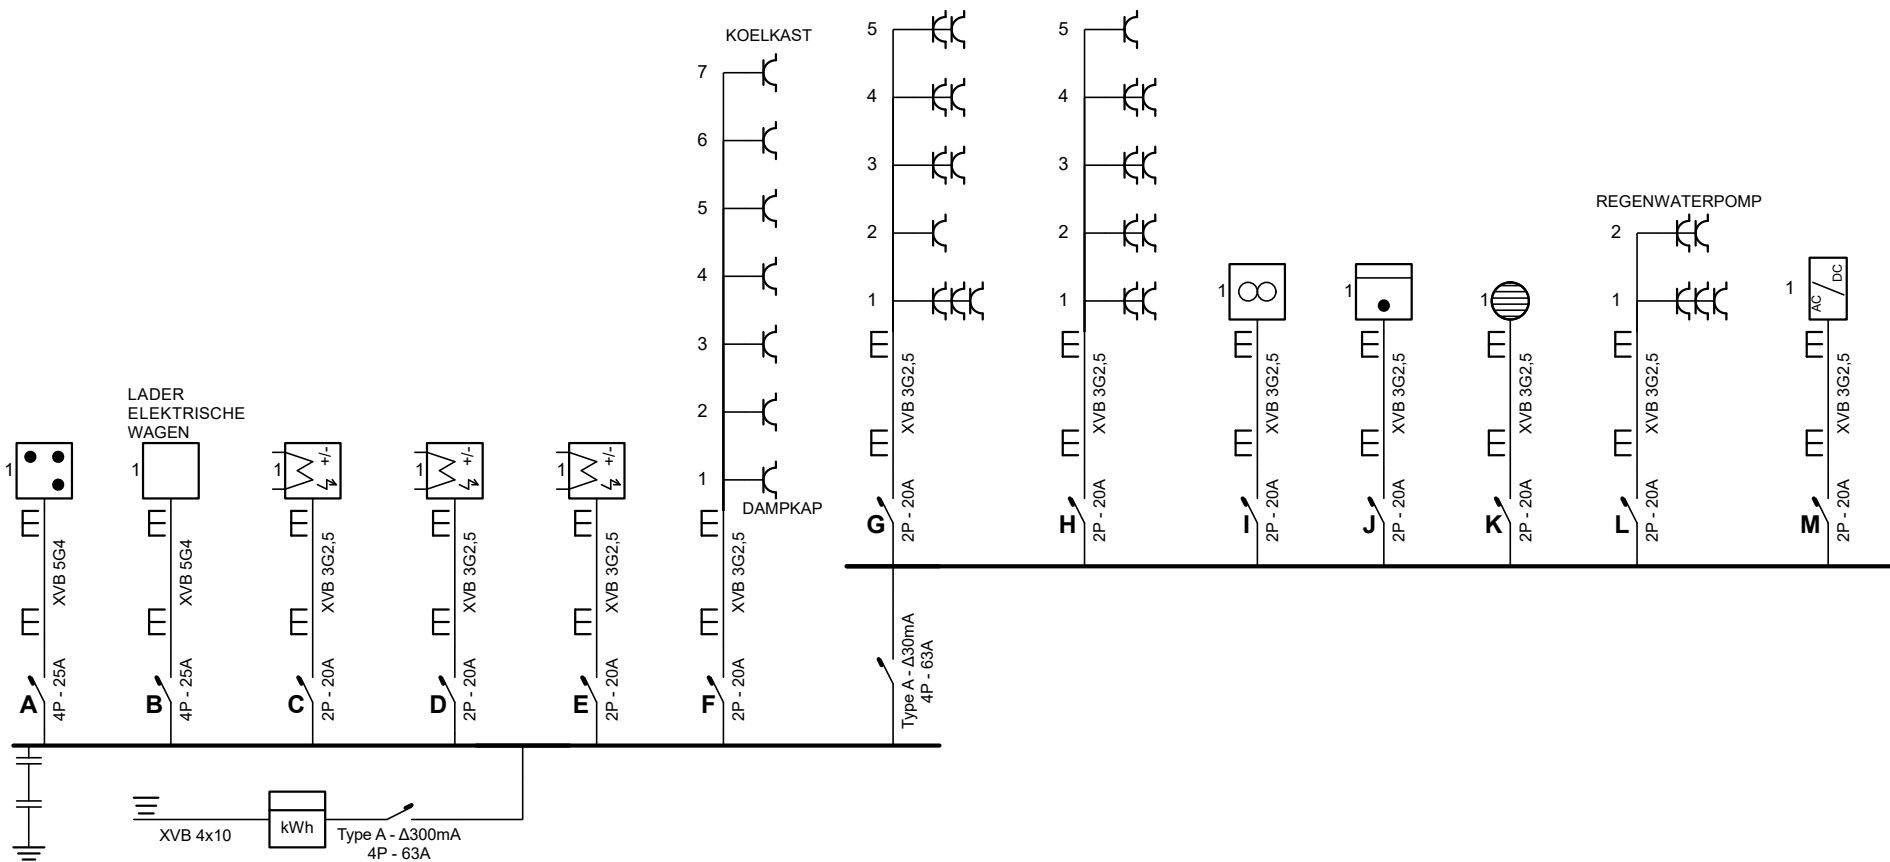 KOELKAST
7
6
5
4
3
2
1
DAMPKAP
5
4
3
2
1
5
4
3
2
1
REGENWATERPOMP
2
1
1
1
1
1
AC
DC
XVB 3G2,5
XVB 3G2,5
XVB 3G2,5
XVB 3G2,5
XVB 3G2,5
XVB 3G2,5
XVB 3G2,5
G
2P - 20A
H
2P - 20A
I
2P - 20A
J
2P - 20A
K
2P - 20A
L
2P - 20A
M
2P - 20A
LADER
ELEKTRISCHE
WAGEN
1
1
1
+/-
1
+/-
1
+/-
XVB 5G4
XVB 5G4
XVB 3G2,5
XVB 3G2,5
XVB 3G2,5
XVB 3G2,5
A
4P - 25A
B
4P - 25A
C
2P - 20A
D
2P - 20A
E
2P - 20A
F
2P - 20A
Type A - Δ30mA
4P - 63A
XVB 4x10
kWh
Type A - Δ300mA
4P - 63A